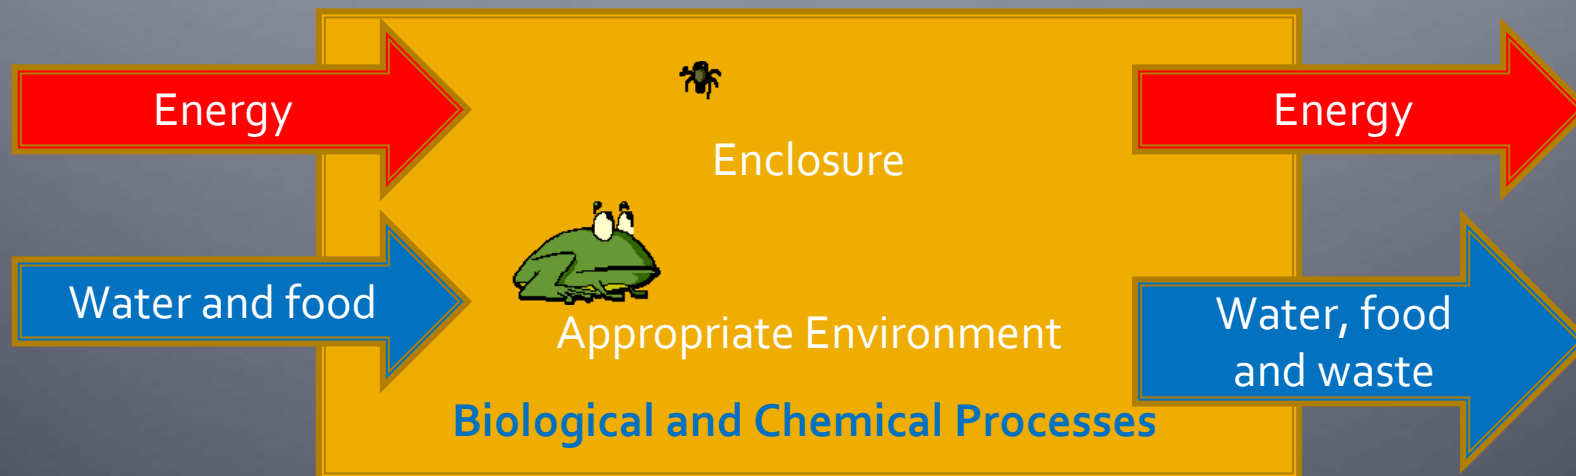 Energy
Energy
Enclosure
Water and food
Water, food
and waste
Appropriate Environment
Biological and Chemical Processes